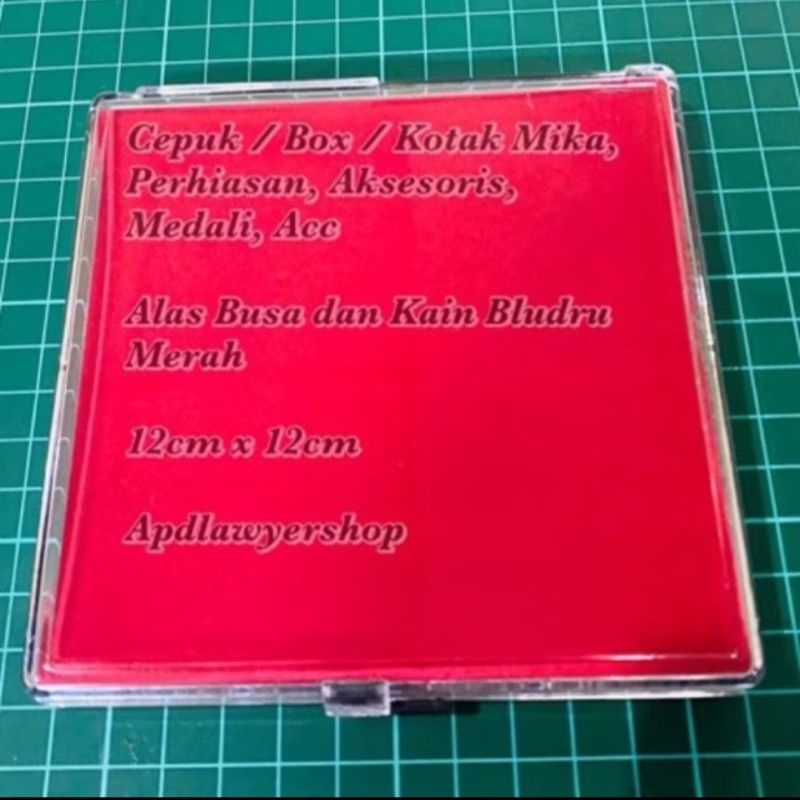 Cepuk / Box / Kotak Mika,
Perhiasan, Aksesoris,
Medali, Acc
Alas Busa dan Kain Bludru
Merah
12cm x 12cm
Apdlawyershop